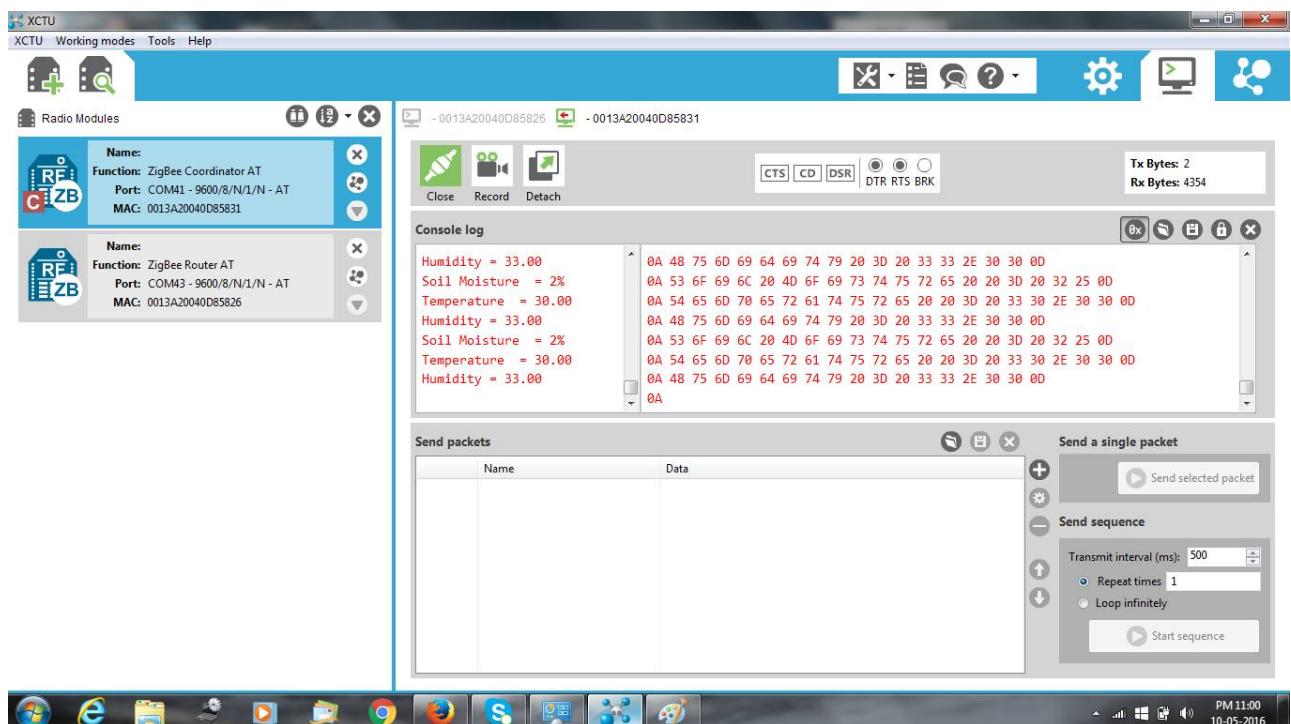 XCTU
XCTU Working modes Tools Help
Radio Modules
- 0013A20040D85826 - 0013A20040D85831
Name:
Function: ZigBee Coordinator AT
Port: COM41 - 9600/8/N/1/N - AT
MAC: 0013A20040D85831
Name:
Function: ZigBee Router AT
Port: COM43 - 9600/8/N/1/N - AT
MAC: 0013A20040D85826
Close Record Detach
CTS CD DSR DTR RTS BRK
Tx Bytes: 2
Rx Bytes: 4354
Console log
Humidity = 33.00 0A 48 75 6D 69 64 69 74 79 20 3D 20 33 33 2E 30 30 0D
Soil Moisture = 2% 0A 53 6F 69 6C 20 4D 6F 69 73 74 75 72 65 20 20 3D 20 32 25 0D
Temperature = 30.00 0A 54 65 6D 70 65 72 61 74 75 72 65 20 20 3D 20 33 30 2E 30 30 0D
Humidity = 33.00 0A 48 75 6D 69 64 69 74 79 20 3D 20 33 33 2E 30 30 0D
Soil Moisture = 2% 0A 53 6F 69 6C 20 4D 6F 69 73 74 75 72 65 20 20 3D 20 32 25 0D
Temperature = 30.00 0A 54 65 6D 70 65 72 61 74 75 72 65 20 20 3D 20 33 30 2E 30 30 0D
Humidity = 33.00 0A 48 75 6D 69 64 69 74 79 20 3D 20 33 33 2E 30 30 0D
0A
Send packets
Name Data
Send a single packet
Send selected packet
Send sequence
Transmit interval (ms): 500
Repeat times 1
Loop infinitely
Start sequence
PM 11:00
10-05-2016